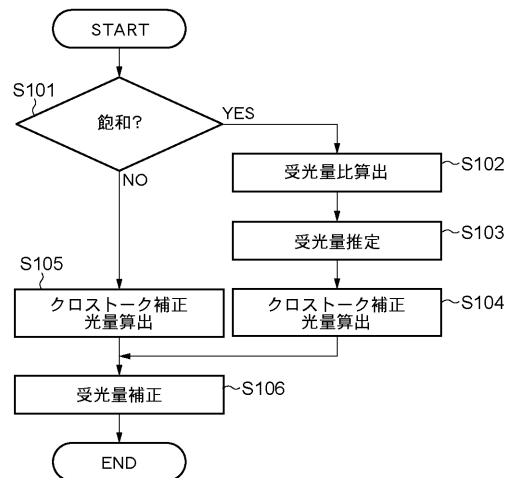 START
S101
飽和?
YES
NO
受光量比算出
S102
受光量推定
S103
S105
クロストーク補正
光量算出
クロストーク補正
光量算出
S104
受光量補正
S106
END